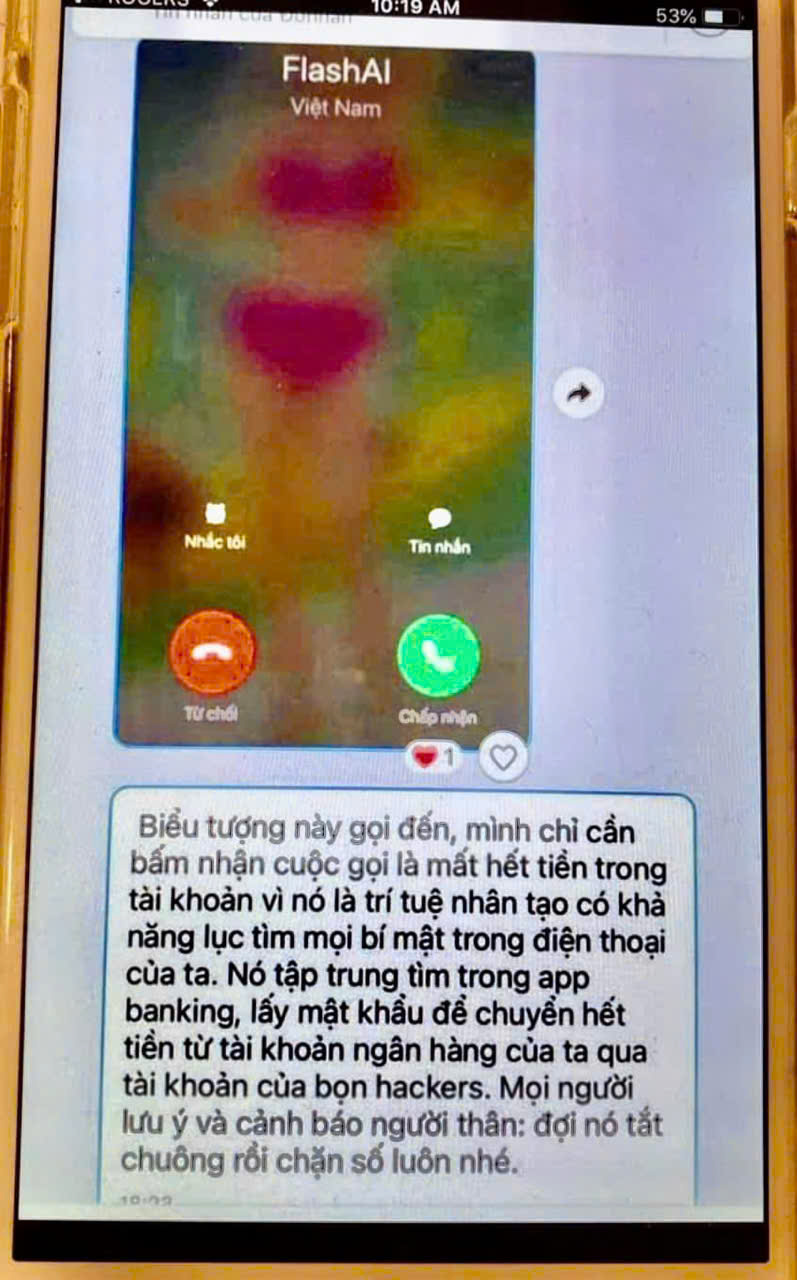 ROGERS
10:19 AM
53%
Tin nhắn của
FlashAI
Việt Nam
Nhắc tôi
Tin nhắn
Từ chối
Chấp nhận
1
Biểu tượng này gọi đến, mình chỉ cần
bấm nhận cuộc gọi là mất hết tiền trong
tài khoản vì nó là trí tuệ nhân tạo có khả
năng lục tìm mọi bí mật trong điện thoại
của ta. Nó tập trung tìm trong app
banking, lấy mật khẩu để chuyển hết
tiền từ tài khoản ngân hàng của ta qua
tài khoản của bọn hackers. Mọi người
lưu ý và cảnh báo người thân: đợi nó tắt
chuông rồi chặn số luôn nhé.